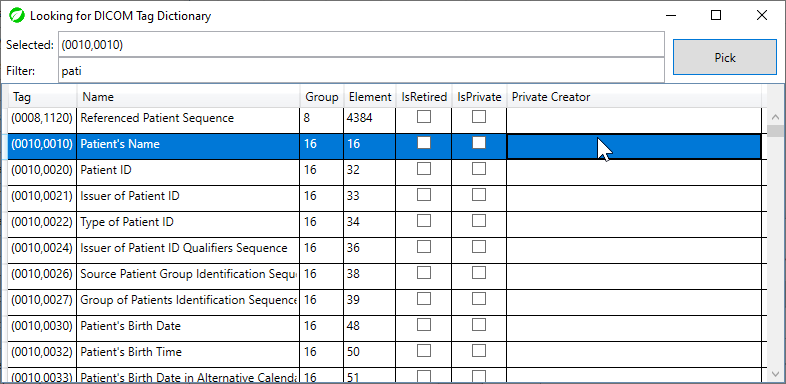 Looking for DICOM Tag Dictionary
Selected: (0010,0010)
Pick
Filter: pati
Tag Name Group Element IsRetired IsPrivate Private Creator
(0008,1120) Referenced Patient Sequence 8 4384
(0010,0010) Patient's Name 16 16
(0010,0020) Patient ID 16 32
(0010,0021) Issuer of Patient ID 16 33
(0010,0022) Type of Patient ID 16 34
(0010,0024) Issuer of Patient ID Qualifiers Sequence 16 36
(0010,0026) Source Patient Group Identification Sequ 16 38
(0010,0027) Group of Patients Identification Sequence 16 39
(0010,0030) Patient's Birth Date 16 48
(0010,0032) Patient's Birth Time 16 50
(0010,0033) Patient's Birth Date in Alternative Calenda 16 51